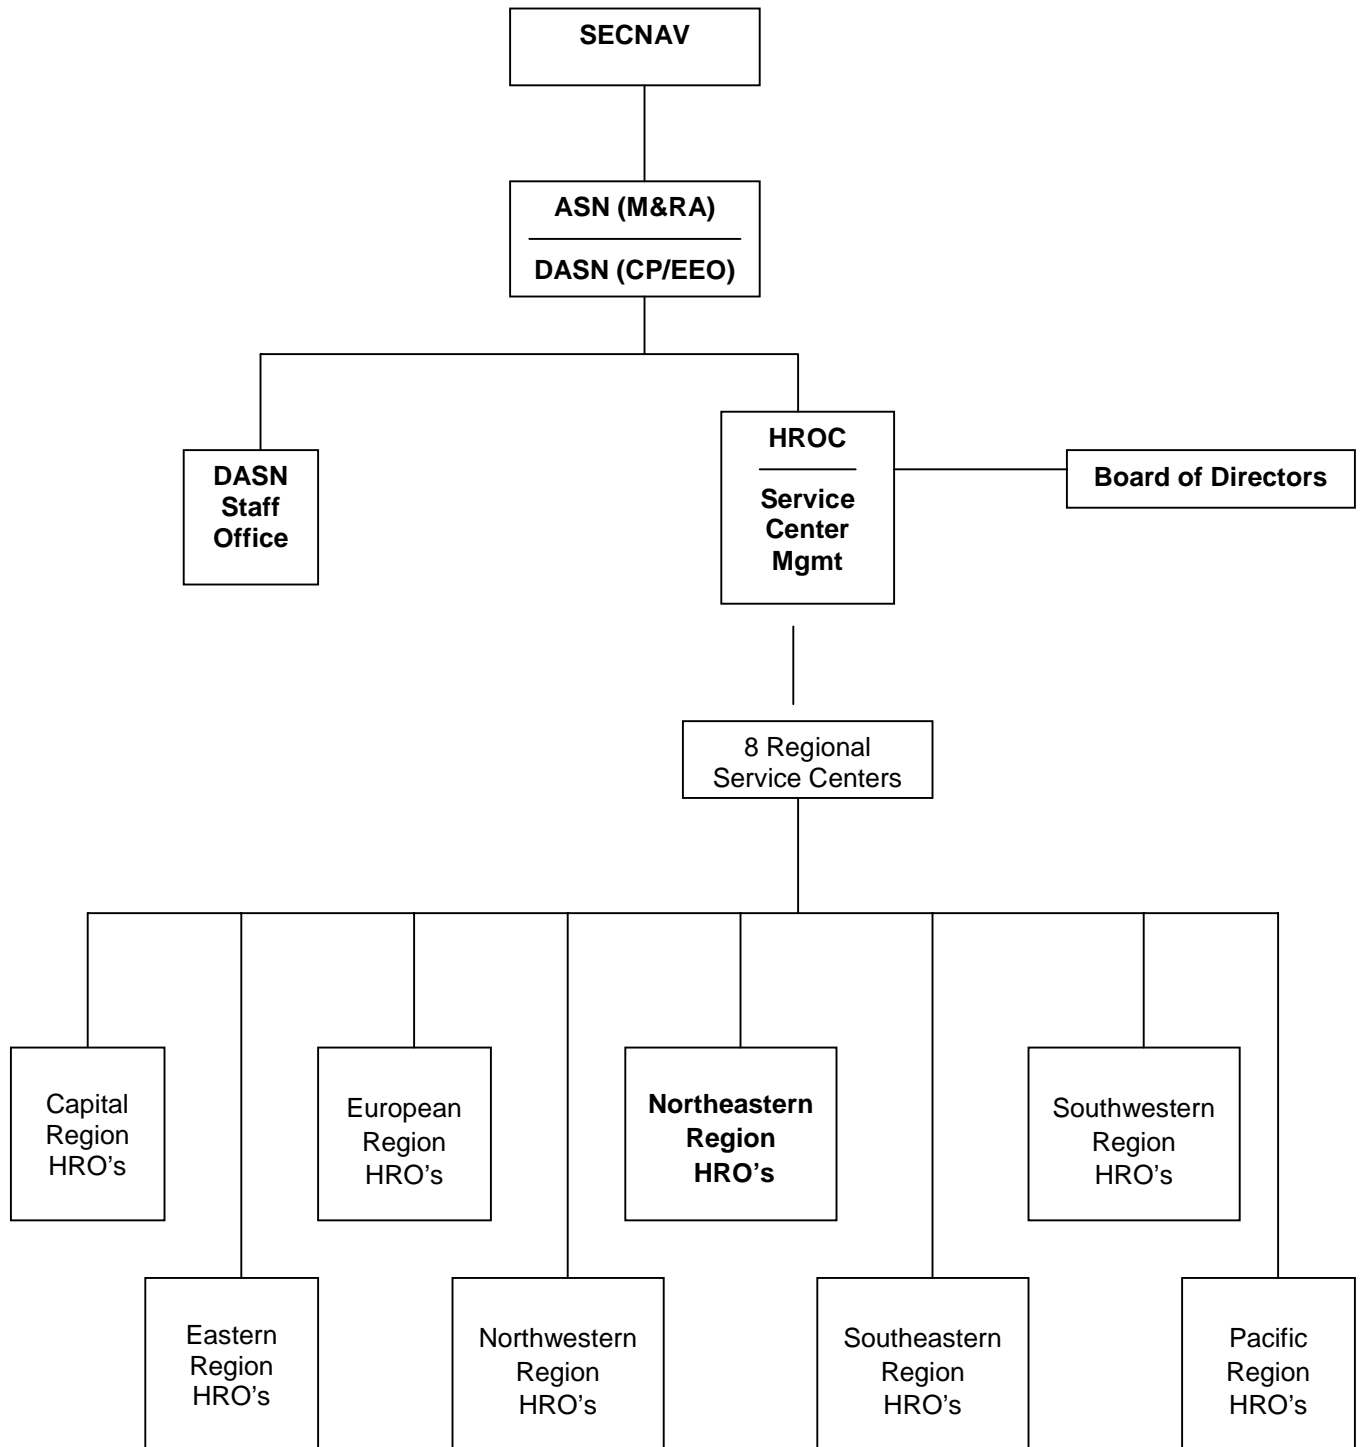 SECNAV
ASN (M&RA)
DASN (CP/EEO)
DASN
Staff
Office
HROC
Service
Center
Mgmt
Board of Directors
8 Regional
Service Centers
Capital
Region
HRO’s
European
Region
HRO’s
Northeastern
Region
HRO’s
Southwestern
Region
HRO’s
Eastern
Region
HRO’s
Northwestern
Region
HRO’s
Southeastern
Region
HRO’s
Pacific
Region
HRO’s